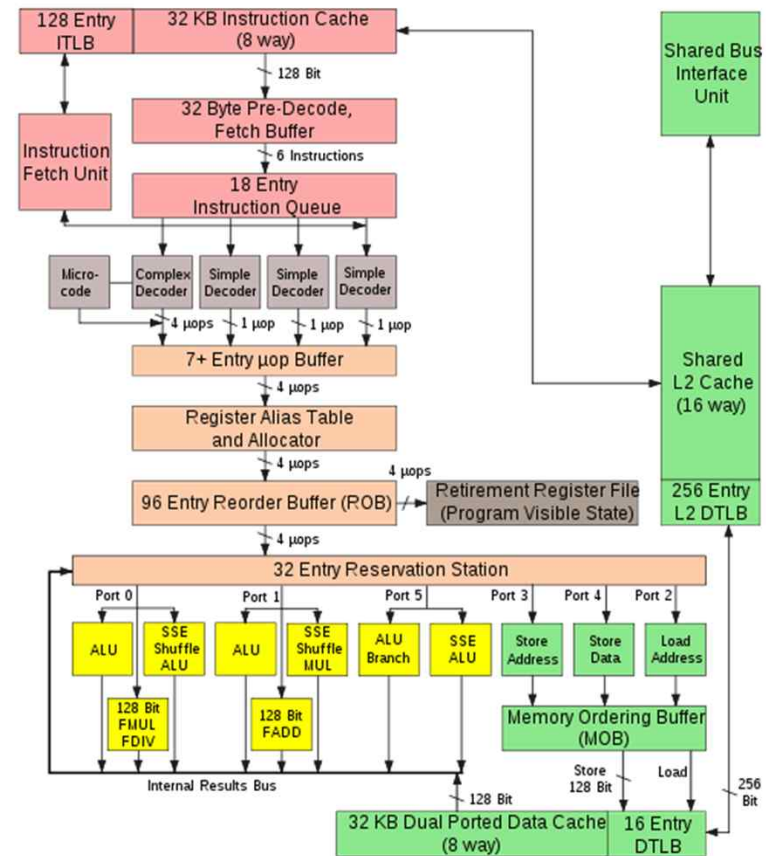 128 Entry
ITLB
32 KB Instruction Cache
(8 way)
128 Bit
32 Byte Pre-Decode,
Fetch Buffer
Instruction
Fetch Unit
6 Instructions
18 Entry
Instruction Queue
Micro-
code
Complex
Decoder
Simple
Decoder
Simple
Decoder
Simple
Decoder
4 μops
1 μop
1 μop
1 μop
7+ Entry μop Buffer
4 μops
Register Alias Table
and Allocator
4 μops
96 Entry Reorder Buffer (ROB)
4 μops
Retirement Register File
(Program Visible State)
4 μops
32 Entry Reservation Station
Port 0
Port 1
Port 5
Port 3
Port 4
Port 2
ALU
SSE
Shuffle
ALU
128 Bit
FMUL
FDIV
ALU
SSE
Shuffle
MUL
128 Bit
FADD
ALU
Branch
SSE
ALU
Store
Address
Store
Data
Load
Address
Memory Ordering Buffer
(MOB)
Internal Results Bus
Store
128 Bit
Load
128 Bit
256
Bit
32 KB Dual Ported Data Cache
(8 way)
16 Entry
DTLB
Shared Bus
Interface
Unit
Shared
L2 Cache
(16 way)
256 Entry
L2 DTLB